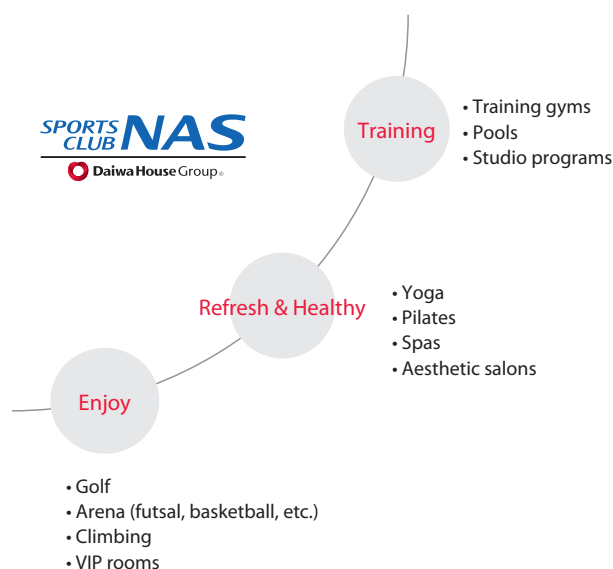 SPORTS CLUB NAS
Daiwa House Group®
Training
• Training gyms
• Pools
• Studio programs
Refresh & Healthy
• Yoga
• Pilates
• Spas
• Aesthetic salons
Enjoy
• Golf
• Arena (futsal, basketball, etc.)
• Climbing
• VIP rooms